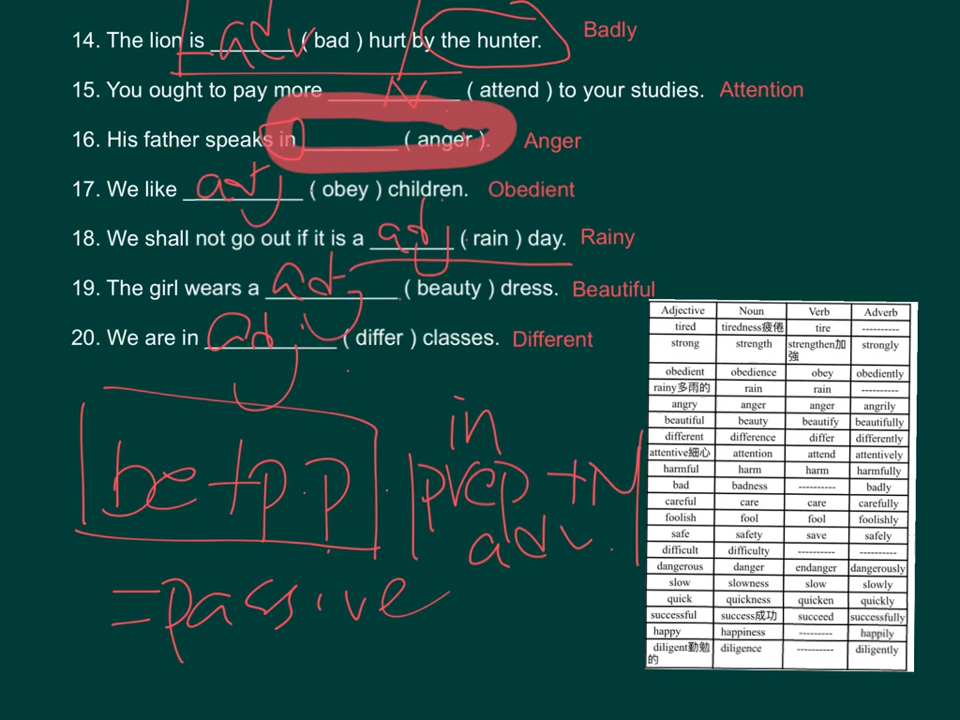 14. The lion is ________ ( bad ) hurt by the hunter. Badly
adv
15. You ought to pay more ____________ ( attend ) to your studies. Attention
N
16. His father speaks in _________ ( anger ). Anger
17. We like ___________ ( obey ) children. Obedient
adj
18. We shall not go out if it is a ________ ( rain ) day. Rainy
adj
19. The girl wears a ____________ ( beauty ) dress. Beautiful
adj
20. We are in ____________ ( differ ) classes. Different
adj
be + p.p.
= passive
in
prep + N
adv.
Adjective Noun Verb Adverb
tired tiredness疲倦 tire ----------
strong strength strengthen加強 strongly
obedient obedience obey obediently
rainy多雨的 rain rain ----------
angry anger anger angrily
beautiful beauty beautify beautifully
different difference differ differently
attentive細心 attention attend attentively
harmful harm harm harmfully
bad badness ---------- badly
careful care care carefully
foolish fool fool foolishly
safe safety save safely
difficult difficulty ---------- ----------
dangerous danger endanger dangerously
slow slowness slow slowly
quick quickness quicken quickly
successful success成功 succeed successfully
happy happiness ---------- happily
diligent勤勉的 diligence ---------- diligently